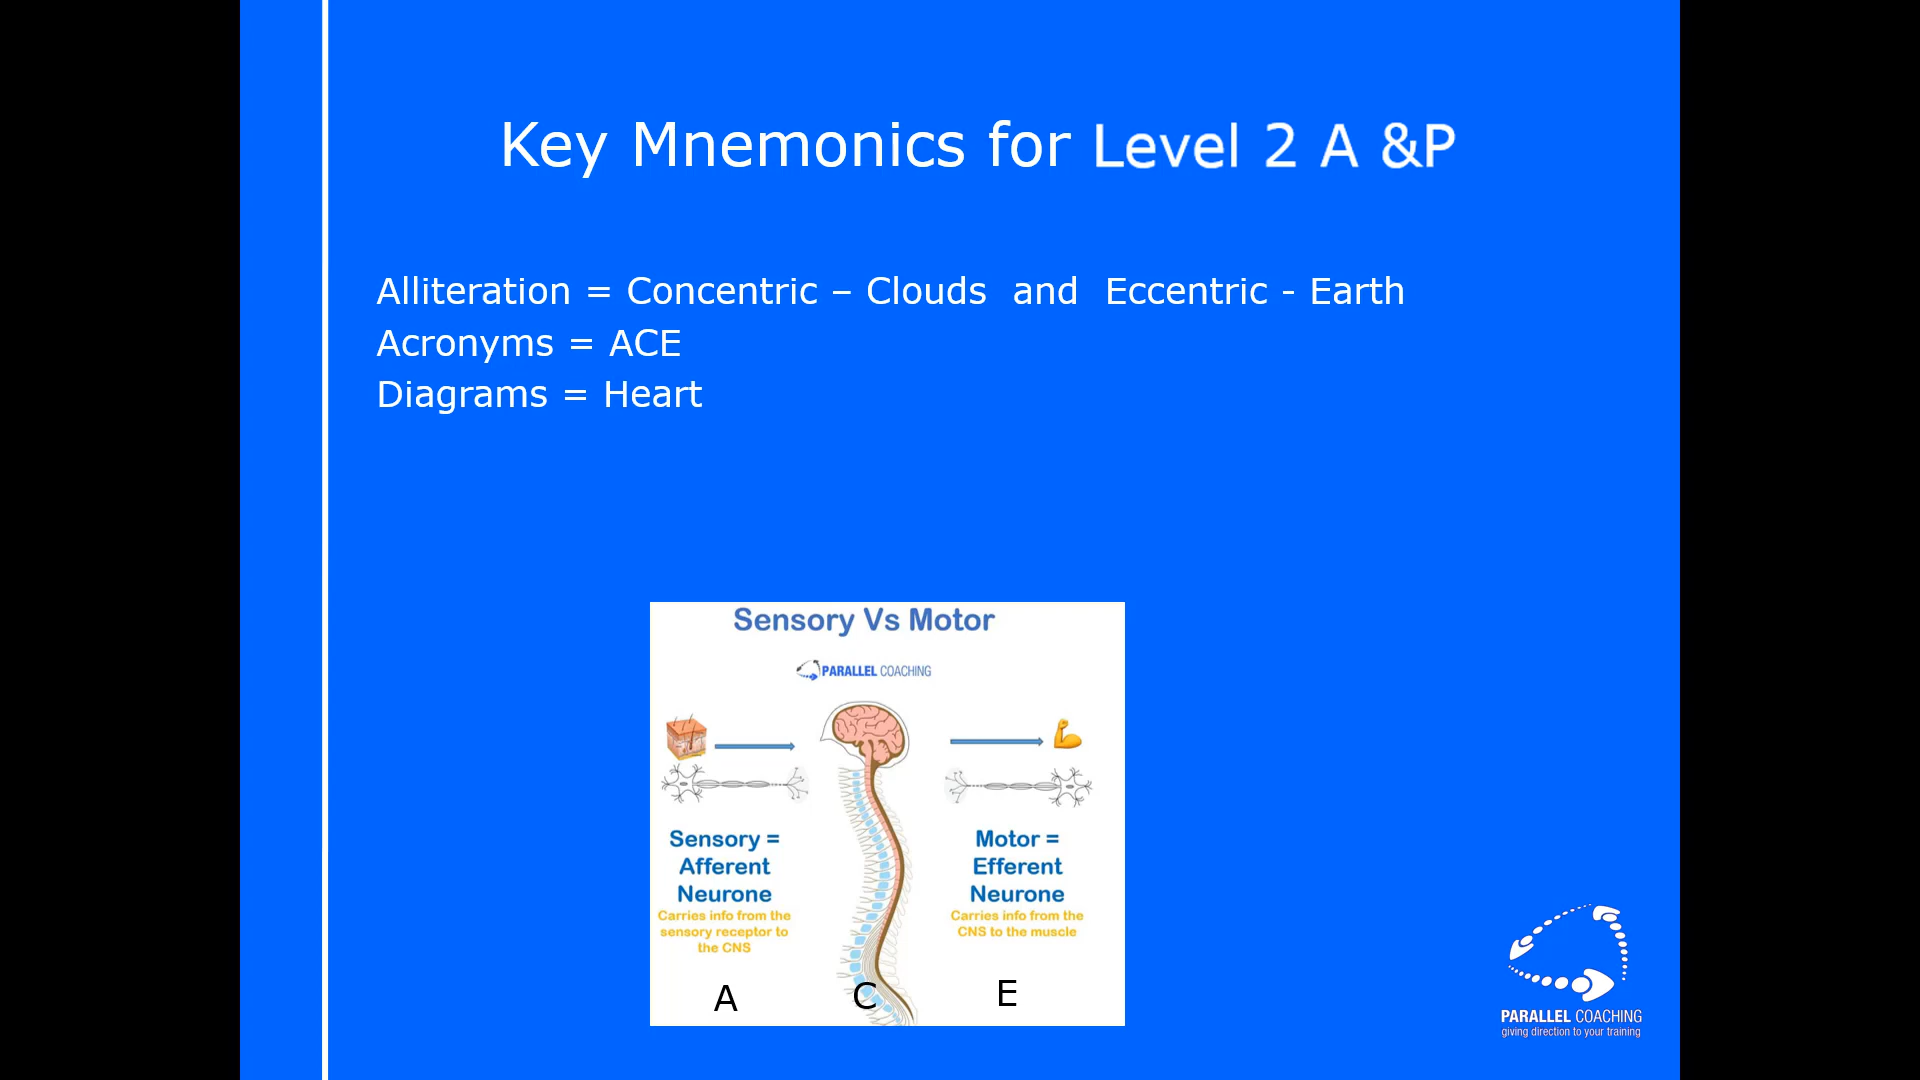 Key Mnemonics for Level 2 A &P
Alliteration = Concentric – Clouds and Eccentric - Earth
Acronyms = ACE
Diagrams = Heart
Sensory Vs Motor
PARALLEL COACHING
Sensory =
Afferent
Neurone
Carries info from the
sensory receptor to
the CNS
Motor =
Efferent
Neurone
Carries info from the
CNS to the muscle
A C E
PARALLEL COACHING
giving direction to your training